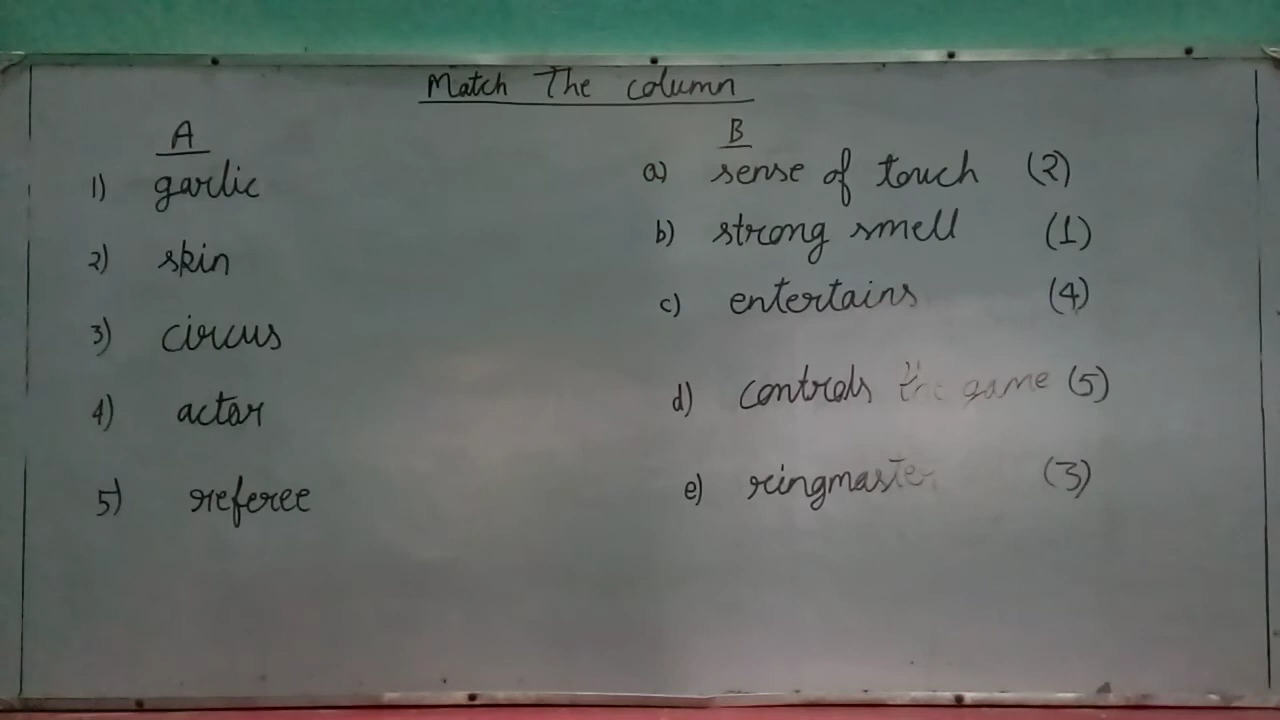 Match The column
A
1) garlic
2) skin
3) circus
4) actor
5) referee
B
a) sense of touch (2)
b) strong smell (1)
c) entertains (4)
d) controls the game (5)
e) ringmaster (3)